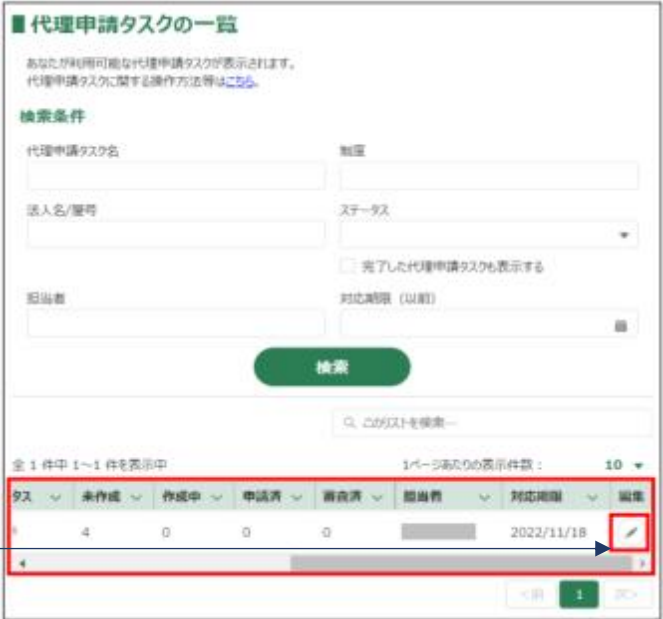 ■代理申請タスクの一覧
あなたが利用可能な代理申請タスクが表示されます。
代理申請タスクに関する操作方法等はこちら。
検索条件
代理申請タスク名 制度
法人名/屋号 ステータス
完了した代理申請タスクも表示する
担当者 対応期限（以前）
検索
このリストを検索...
全 1 件中 1～1 件を表示中 1ページあたりの表示件数： 10
タス 未作成 作成中 申請済 審査済 担当者 対応期限 編集
4 0 0 0 2022/11/18
<前 1 次>